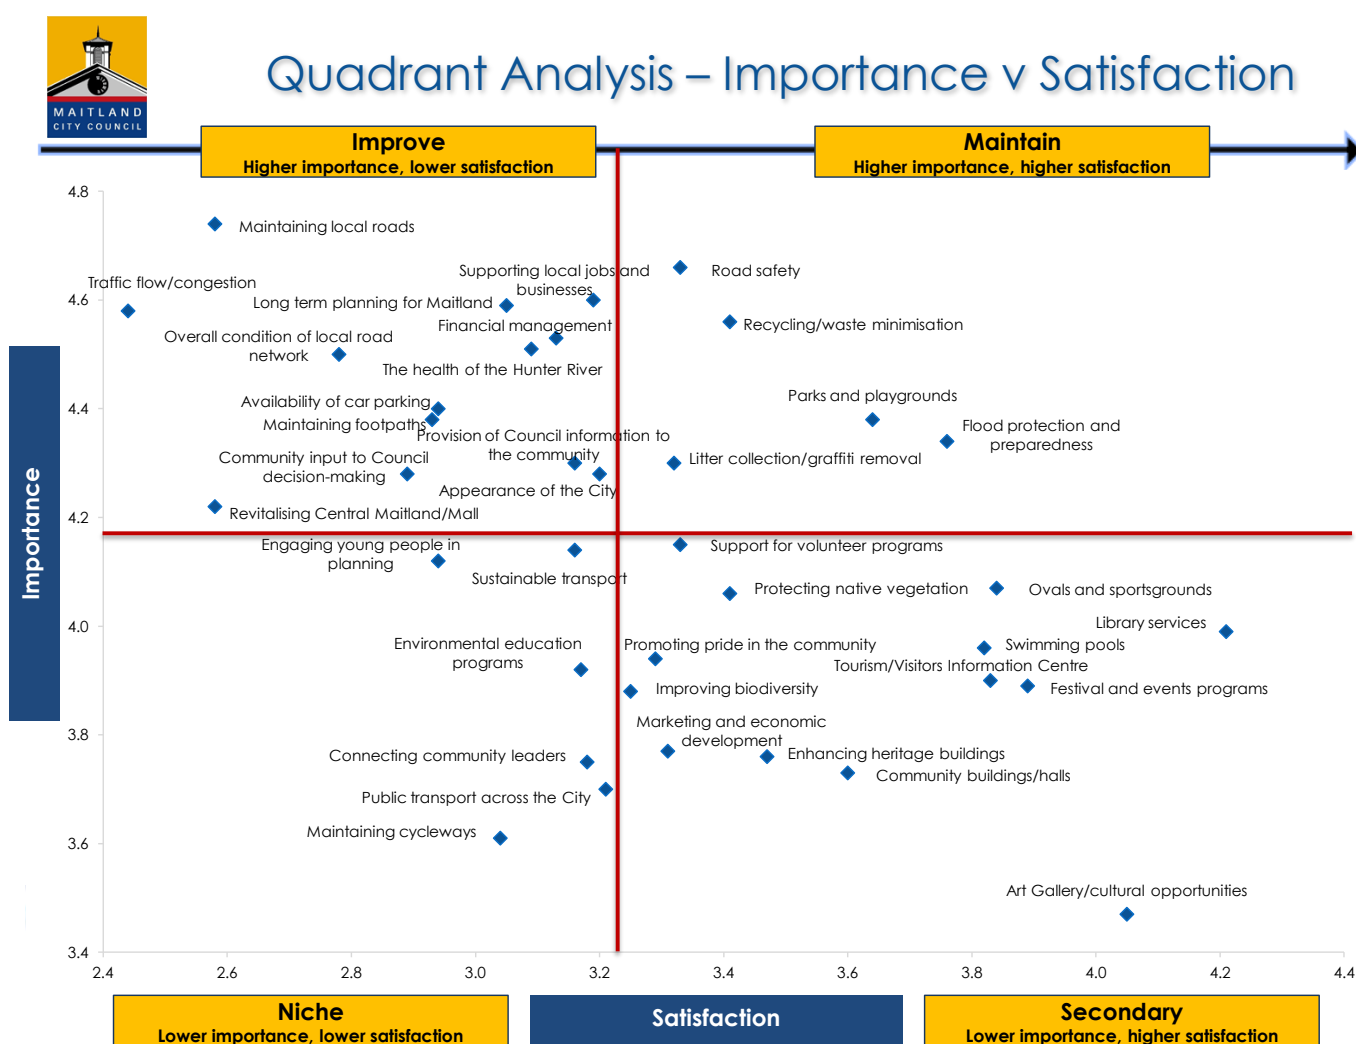 MAITLAND
CITY COUNCIL
Quadrant Analysis – Importance v Satisfaction
Improve
Higher importance, lower satisfaction
Maintain
Higher importance, higher satisfaction
4.8
4.6
4.4
4.2
4.0
3.8
3.6
3.4
Importance
Maintaining local roads
Traffic flow/congestion
Supporting local jobs and
businesses
Road safety
Long term planning for Maitland
Financial management
Recycling/waste minimisation
Overall condition of local road
network
The health of the Hunter River
Availability of car parking
Parks and playgrounds
Maintaining footpaths
Flood protection and
preparedness
Provision of Council information to
the community
Community input to Council
decision-making
Litter collection/graffiti removal
Appearance of the City
Revitalising Central Maitland/Mall
Engaging young people in
planning
Support for volunteer programs
Sustainable transport
Protecting native vegetation
Ovals and sportsgrounds
Library services
Environmental education
programs
Promoting pride in the community
Swimming pools
Tourism/Visitors Information Centre
Improving biodiversity
Festival and events programs
Marketing and economic
development
Connecting community leaders
Enhancing heritage buildings
Community buildings/halls
Public transport across the City
Maintaining cycleways
Art Gallery/cultural opportunities
2.4
2.6
2.8
3.0
3.2
3.4
3.6
3.8
4.0
4.2
4.4
Niche
Lower importance, lower satisfaction
Satisfaction
Secondary
Lower importance, higher satisfaction